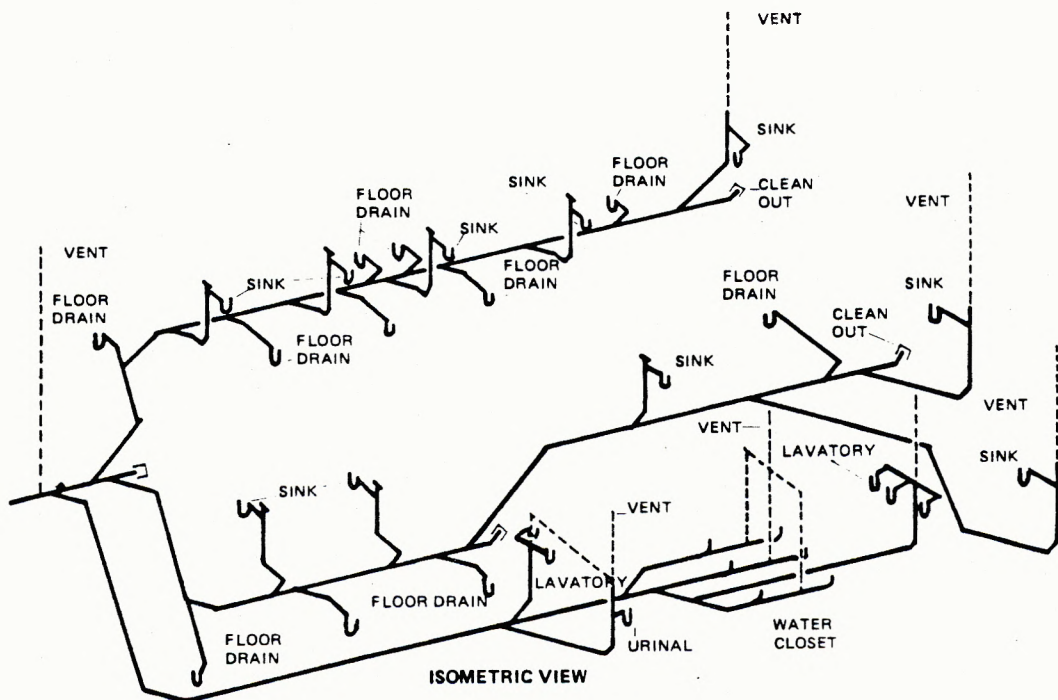 VENT
SINK
FLOOR
DRAIN
SINK
FLOOR
DRAIN
CLEAN
OUT
VENT
SINK
VENT
FLOOR
DRAIN
SINK
FLOOR
DRAIN
FLOOR
DRAIN
SINK
FLOOR
DRAIN
CLEAN
OUT
SINK
VENT
VENT
LAVATORY
SINK
SINK
VENT
LAVATORY
FLOOR DRAIN
FLOOR
DRAIN
URINAL
WATER
CLOSET
ISOMETRIC VIEW